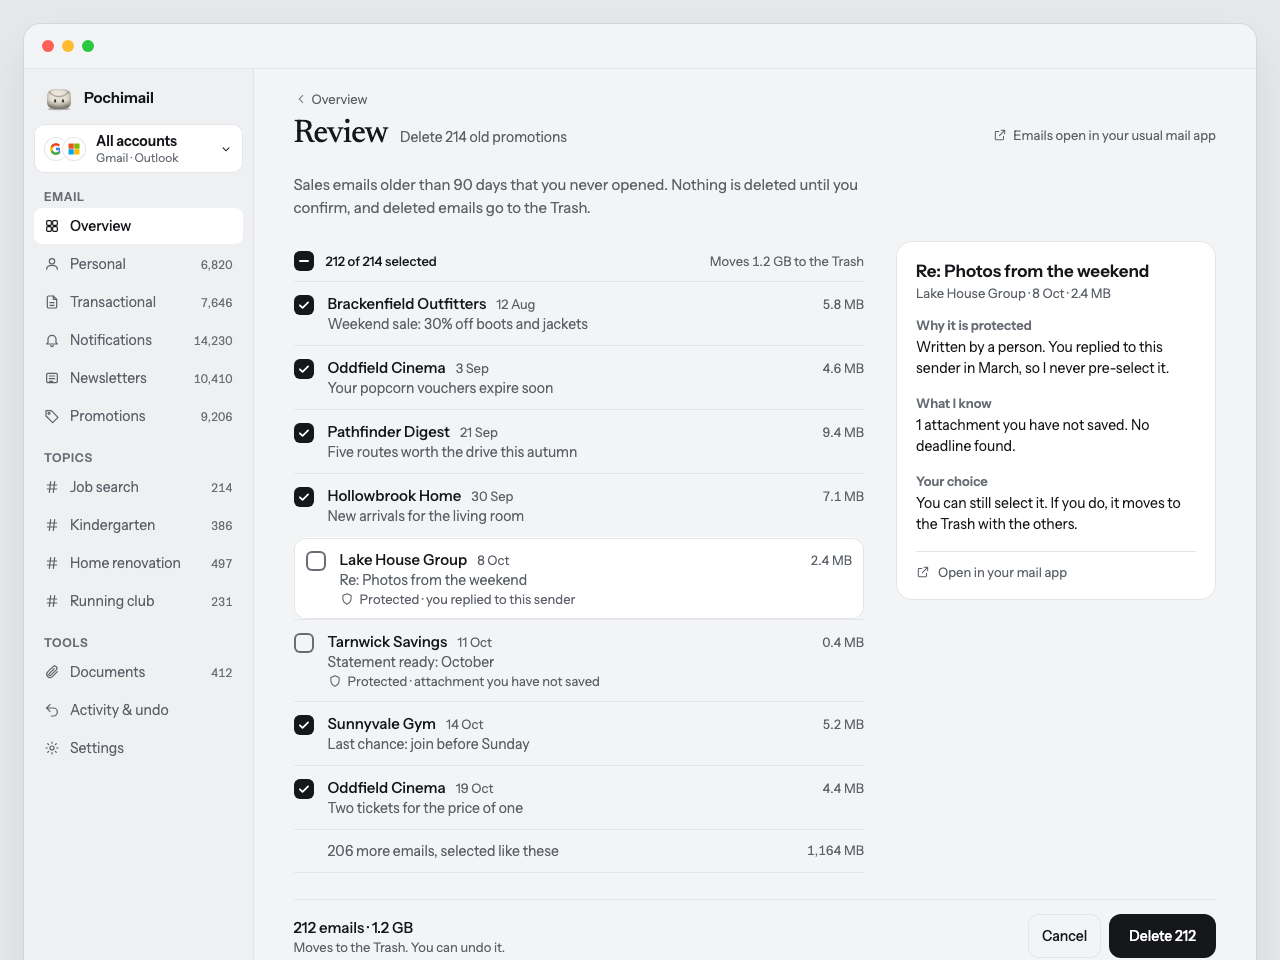 Pochimail
All accounts
Gmail · Outlook
EMAIL
Overview
Personal 6,820
Transactional 7,646
Notifications 14,230
Newsletters 10,410
Promotions 9,206
TOPICS
Job search 214
Kindergarten 386
Home renovation 497
Running club 231
TOOLS
Documents 412
Activity & undo
Settings
Overview
Review Delete 214 old promotions
Emails open in your usual mail app
Sales emails older than 90 days that you never opened. Nothing is deleted until you
confirm, and deleted emails go to the Trash.
212 of 214 selected Moves 1.2 GB to the Trash
Brackenfield Outfitters 12 Aug 5.8 MB
Weekend sale: 30% off boots and jackets
Oddfield Cinema 3 Sep 4.6 MB
Your popcorn vouchers expire soon
Pathfinder Digest 21 Sep 9.4 MB
Five routes worth the drive this autumn
Hollowbrook Home 30 Sep 7.1 MB
New arrivals for the living room
Lake House Group 8 Oct 2.4 MB
Re: Photos from the weekend
Protected · you replied to this sender
Tarnwick Savings 11 Oct 0.4 MB
Statement ready: October
Protected · attachment you have not saved
Sunnyvale Gym 14 Oct 5.2 MB
Last chance: join before Sunday
Oddfield Cinema 19 Oct 4.4 MB
Two tickets for the price of one
206 more emails, selected like these 1,164 MB
Re: Photos from the weekend
Lake House Group · 8 Oct · 2.4 MB
Why it is protected
Written by a person. You replied to this
sender in March, so I never pre-select it.
What I know
1 attachment you have not saved. No
deadline found.
Your choice
You can still select it. If you do, it moves to
the Trash with the others.
Open in your mail app
212 emails · 1.2 GB
Moves to the Trash. You can undo it.
Cancel
Delete 212